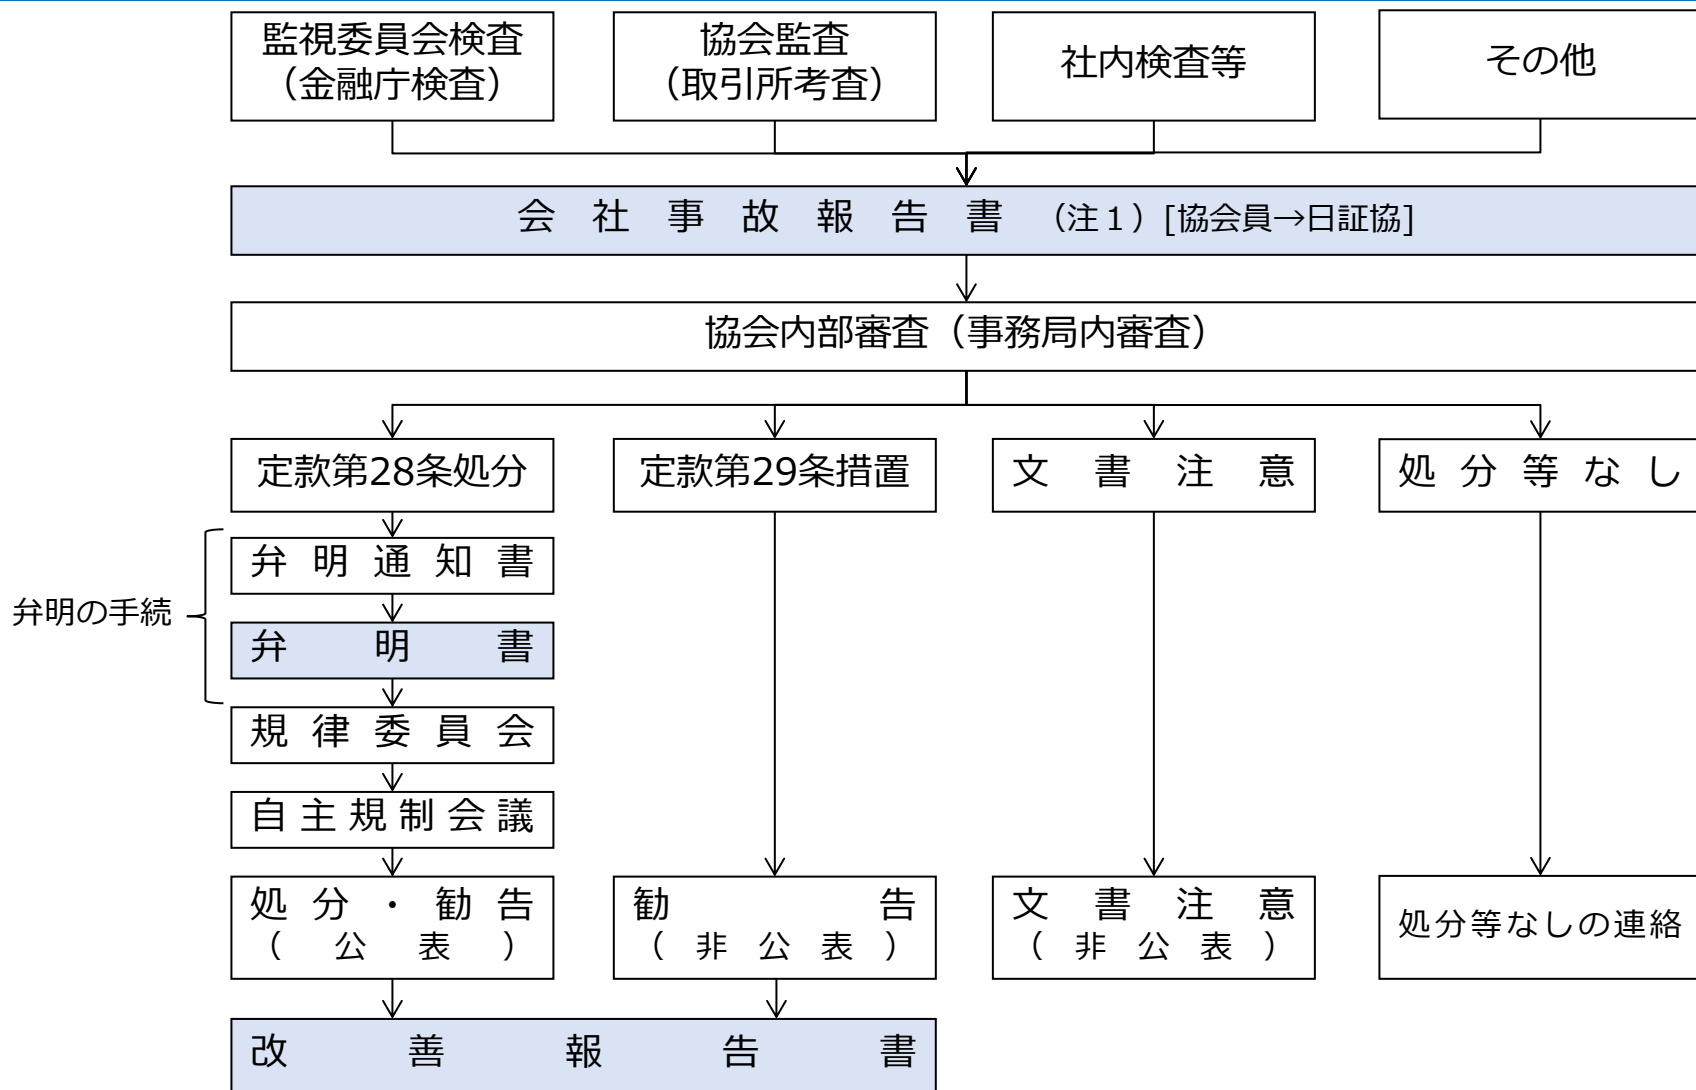 監視委員会検査
（金融庁検査）
協会監査
（取引所考査）
社内検査等
その他
会社事故報告書（注１）[協会員→日証協]
協会内部審査（事務局内審査）
定款第28条処分
定款第29条措置
文書注意
処分等なし
弁明通知書
弁明の手続
弁明書
規律委員会
自主規制会議
処分・勧告
（公表）
勧告
（非公表）
文書注意
（非公表）
処分等なしの連絡
改善報告書